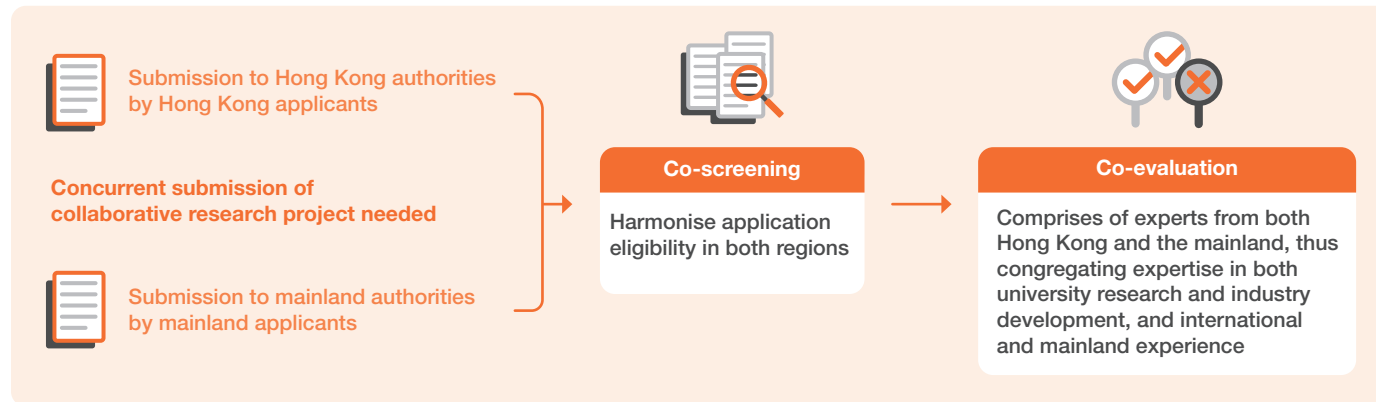 Submission to Hong Kong authorities
by Hong Kong applicants
Concurrent submission of
collaborative research project needed
Submission to mainland authorities
by mainland applicants
Co-screening
Harmonise application
eligibility in both regions
Co-evaluation
Comprises of experts from both
Hong Kong and the mainland, thus
congregating expertise in both
university research and industry
development, and international
and mainland experience